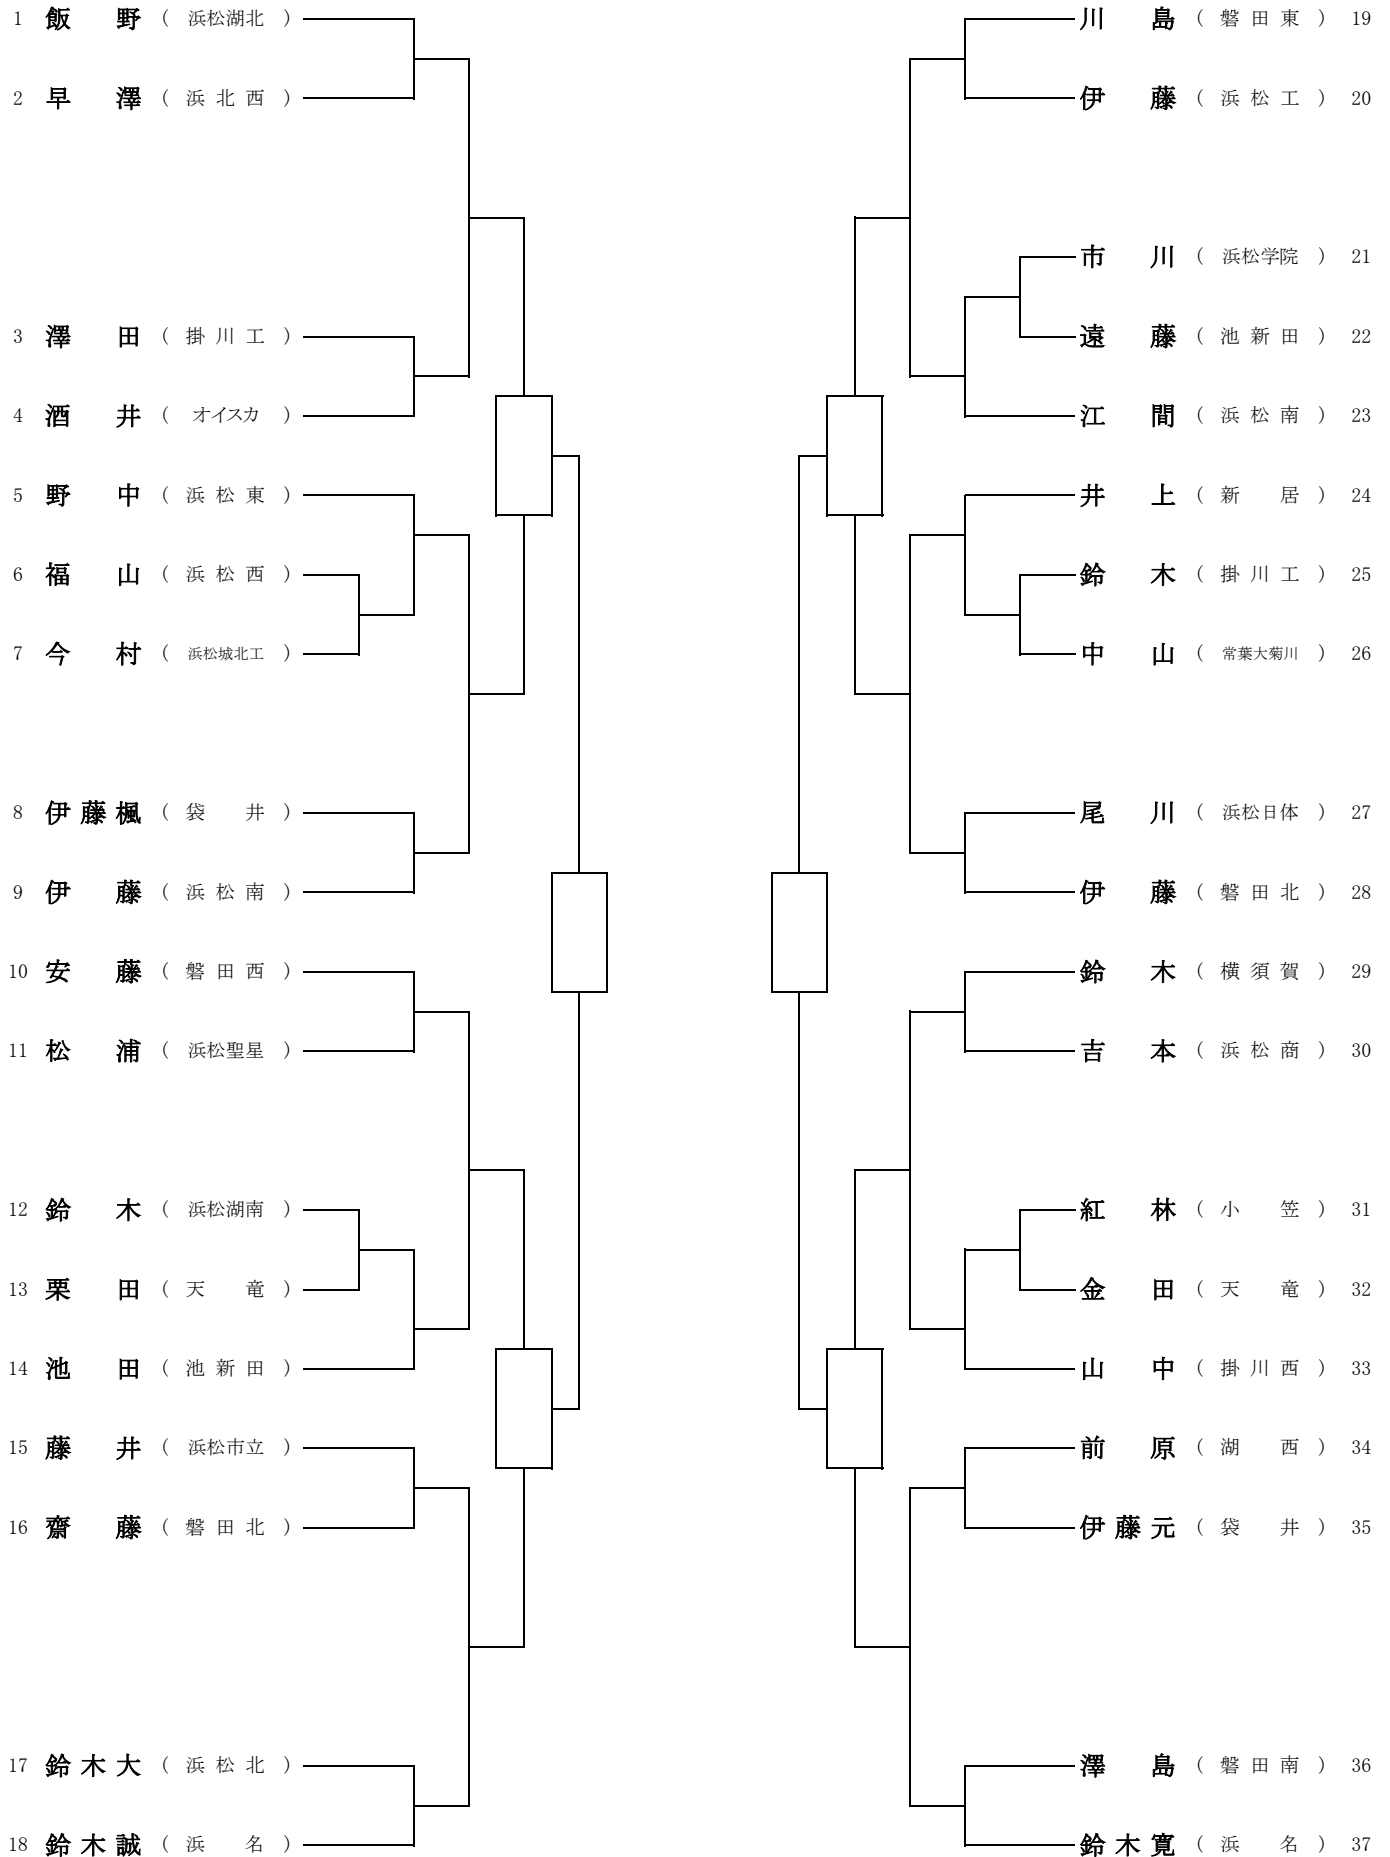 1 飯野 (浜松湖北)
2 早澤 (浜北西)
3 澤田 (掛川工)
4 酒井 (オイスカ)
5 野中 (浜松東)
6 福山 (浜松西)
7 今村 (浜松城北工)
8 伊藤楓 (袋井)
9 伊藤 (浜松南)
10 安藤 (磐田西)
11 松浦 (浜松聖星)
12 鈴木 (浜松湖南)
13 栗田 (天竜)
14 池田 (池新田)
15 藤井 (浜松市立)
16 齋藤 (磐田北)
17 鈴木大 (浜松北)
18 鈴木誠 (浜名)
川島 (磐田東) 19
伊藤 (浜松工) 20
市川 (浜松学院) 21
遠藤 (池新田) 22
江間 (浜松南) 23
井上 (新居) 24
鈴木 (掛川工) 25
中山 (常葉大菊川) 26
尾川 (浜松日体) 27
伊藤 (磐田北) 28
鈴木 (横須賀) 29
吉本 (浜松商) 30
紅林 (小笠) 31
金田 (天竜) 32
山中 (掛川西) 33
前原 (湖西) 34
伊藤元 (袋井) 35
澤島 (磐田南) 36
鈴木寛 (浜名) 37